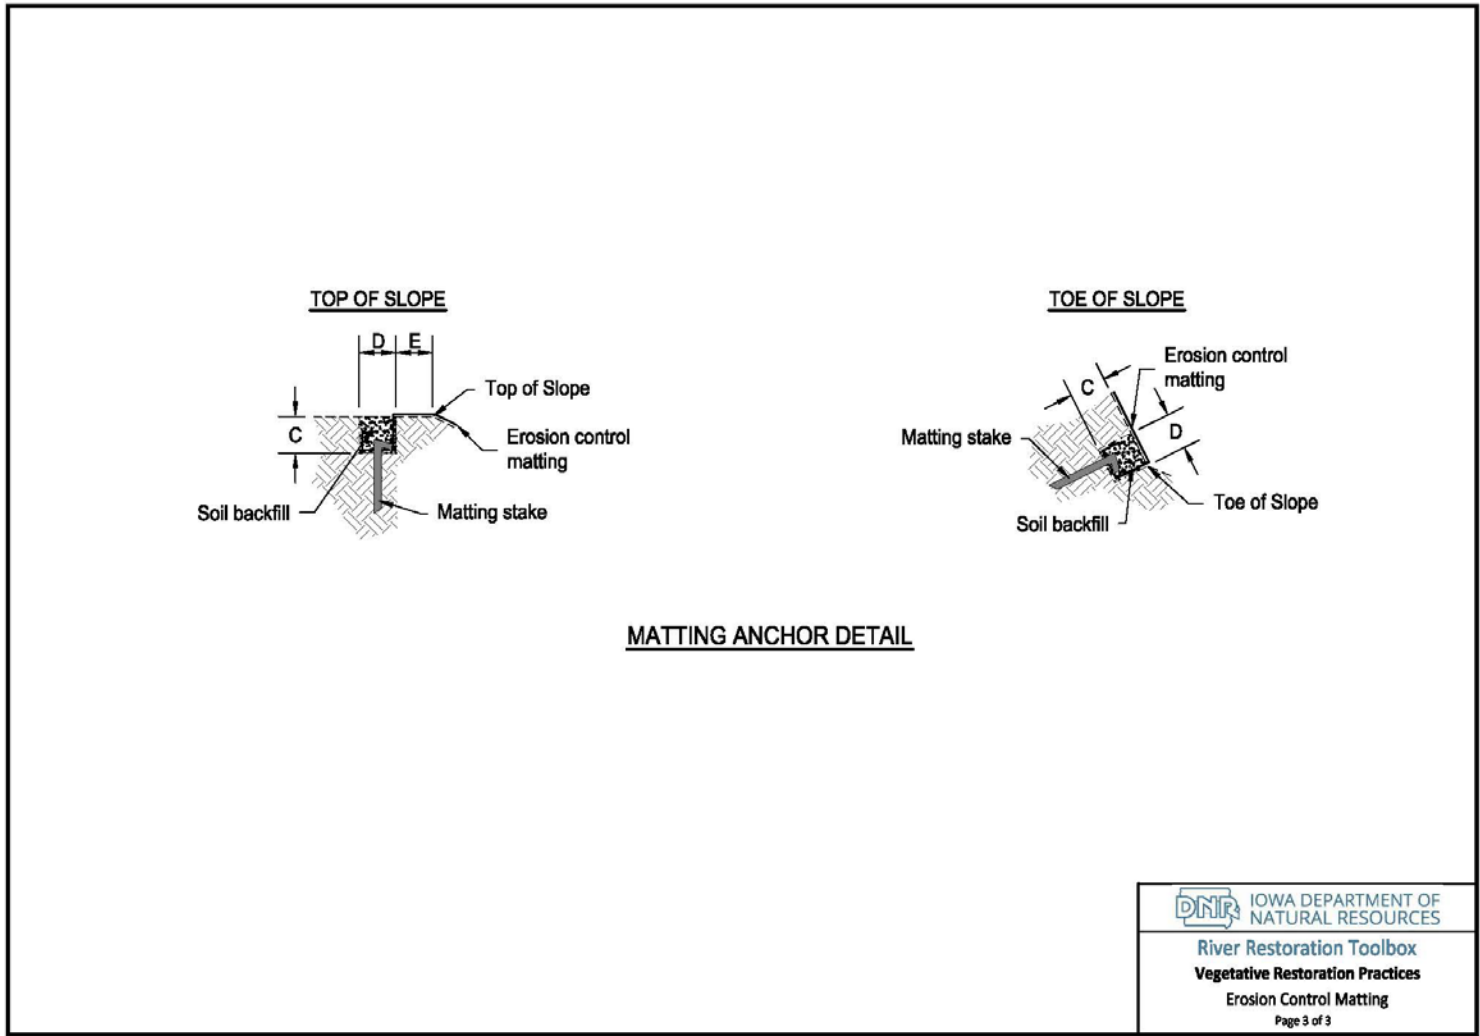 TOP OF SLOPE
D
E
Top of Slope
C
Erosion control
matting
Soil backfill
Matting stake
TOE OF SLOPE
Erosion control
matting
C
D
Matting stake
Toe of Slope
Soil backfill
MATTING ANCHOR DETAIL
DNR
IOWA DEPARTMENT OF
NATURAL RESOURCES
River Restoration Toolbox
Vegetative Restoration Practices
Erosion Control Matting
Page 3 of 3